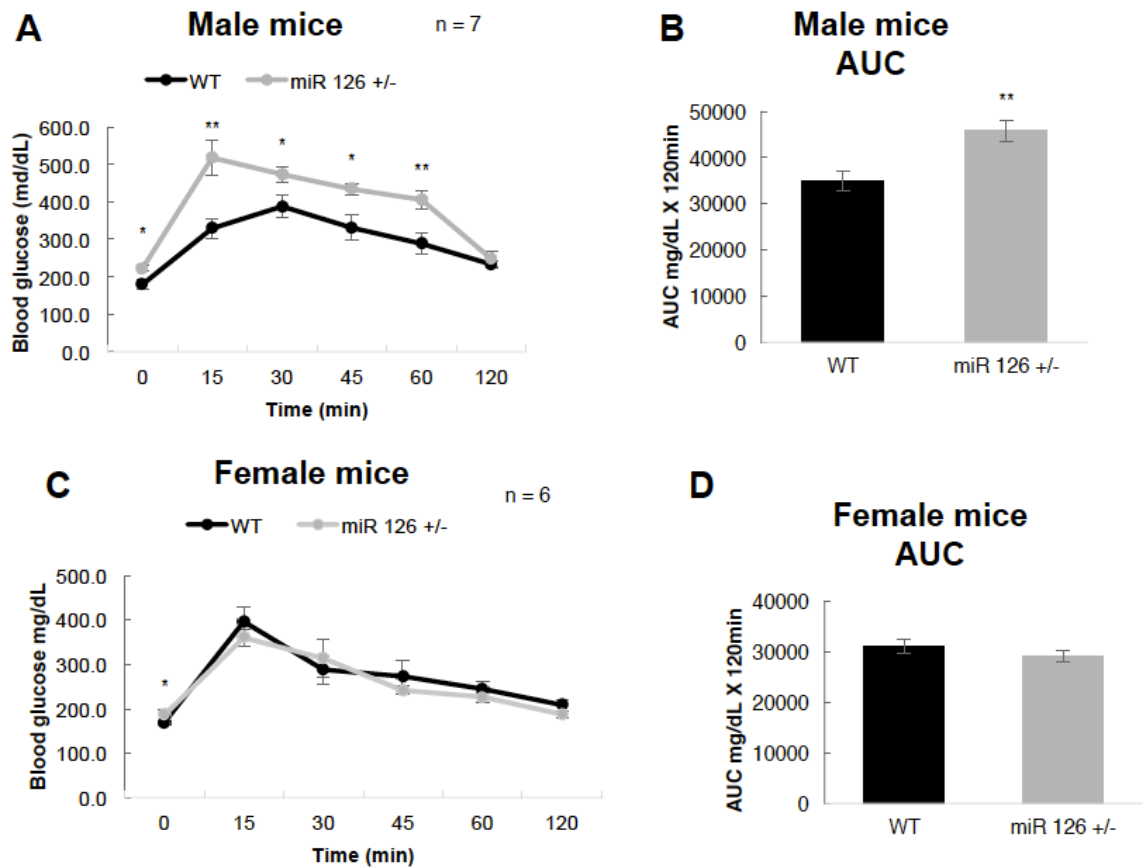 A
Male mice
n = 7
WT
miR 126 +/-
Blood glucose (md/dL)
600.0
500.0
400.0
300.0
200.0
100.0
0.0
*
**
*
*
**
0
15
30
45
60
120
Time (min)
B
Male mice
AUC
AUC mg/dL X 120min
50000
40000
30000
20000
10000
0
**
WT
miR 126 +/-
C
Female mice
n = 6
WT
miR 126 +/-
Blood glucose mg/dL
500.0
400.0
300.0
200.0
100.0
0.0
*
0
15
30
45
60
120
Time (min)
D
Female mice
AUC
AUC mg/dL X 120min
40000
30000
20000
10000
0
WT
miR 126 +/-